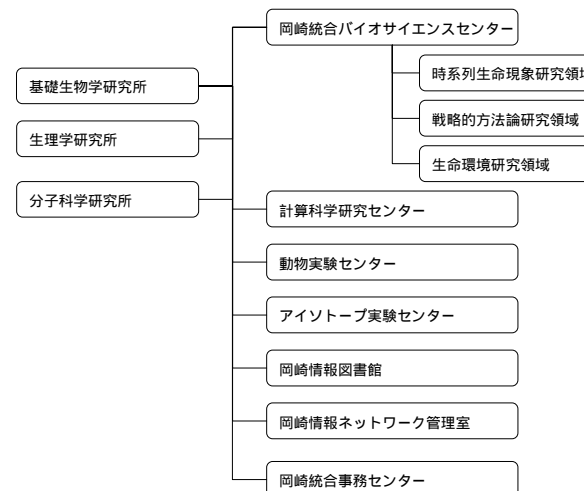 岡崎統合バイオサイエンスセンター
時系列生命現象研究領域
基礎生物学研究所
戦略的方法論研究領域
生理学研究所
生命環境研究領域
分子科学研究所
計算科学研究センター
動物実験センター
アイソトープ実験センター
岡崎情報図書館
岡崎情報ネットワーク管理室
岡崎統合事務センター